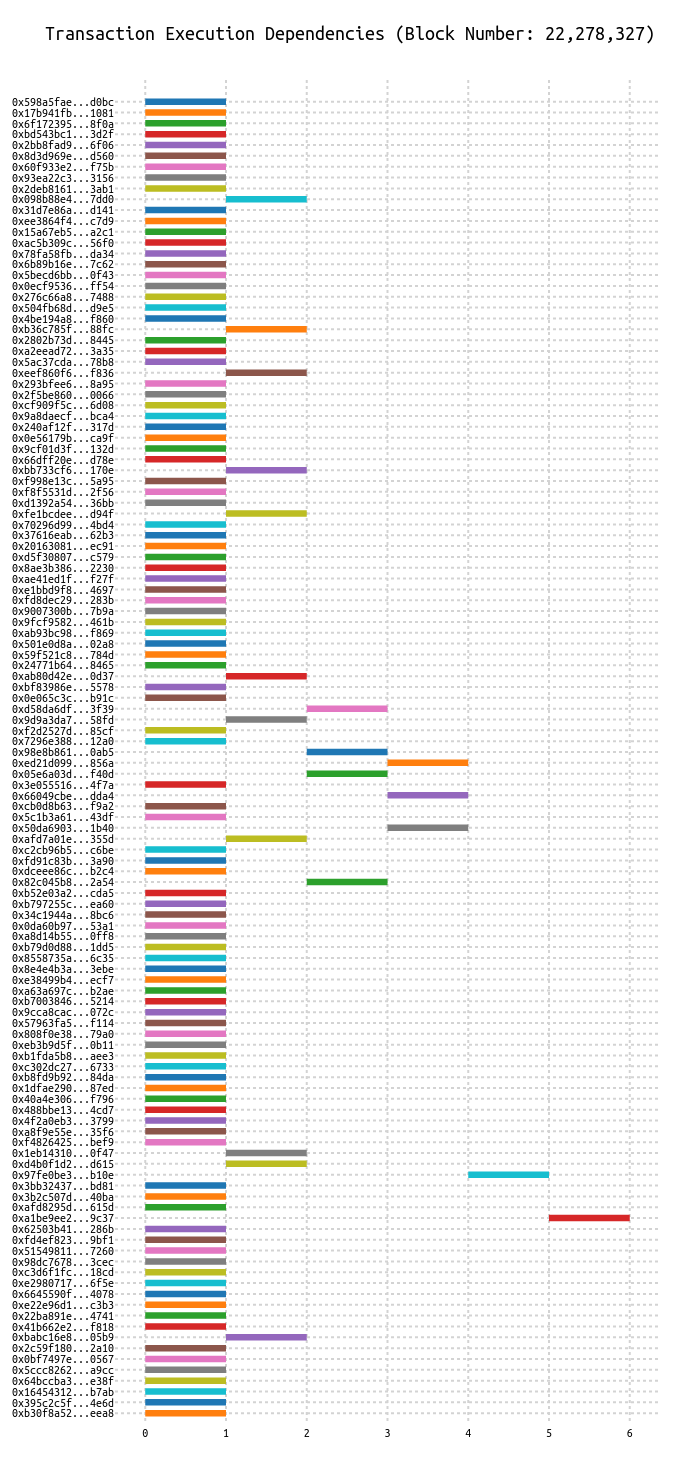 Transaction Execution Dependencies (Block Number: 22,278,327)
0x598a5fae...d0bc
0x17b941fb...1081
0x6f172395...8f0a
0xbd543bc1...3d2f
0x2bb8fad9...6f06
0x8d3d969e...d560
0x60f933e2...f75b
0x93ea22c3...3156
0x2deb8161...3ab1
0x098b88e4...7dd0
0x31d7e86a...d141
0xee3864f4...c7d9
0x15a67eb5...a2c1
0xac5b309c...56f0
0x78fa58fb...da34
0x6b89b16e...7c62
0x5becd6bb...0f43
0x0ecf9536...ff54
0x276c66a8...7488
0x504fb68d...d9e5
0x4be194a8...f860
0xb36c785f...88fc
0x2802b73d...8445
0xa2eead72...3a35
0x5ac37cda...78b8
0xeef860f6...f836
0x293bfee6...8a95
0x2f5be860...0066
0xcf909f5c...6d08
0x9a8daecf...bca4
0x240af12f...317d
0x0e56179b...ca9f
0x9cf01d3f...132d
0x66dff20e...d78e
0xbb733cf6...170e
0xf998e13c...5a95
0xf8f5531d...2f56
0xd1392a54...36bb
0xfe1bcdee...d94f
0x70296d99...4bd4
0x37616eab...62b3
0x20163081...ec91
0xd5f30807...c579
0x8ae3b386...2230
0xae41ed1f...f27f
0xe1bbd9f8...4697
0xfd8dec29...283b
0x9007300b...7b9a
0x9fcf9582...461b
0xab93bc98...f869
0x501e0d8a...02a8
0x59f521c8...784d
0x24771b64...8465
0xab80d42e...0d37
0xbf83986e...5578
0x0e065c3c...b91c
0xd58da6df...3f39
0x9d9a3da7...58fd
0xf2d2527d...85cf
0x7296e388...12a0
0x98e8b861...0ab5
0xed21d099...856a
0x05e6a03d...f40d
0x3e055516...4f7a
0x66049cbe...dda4
0xcb0d8b63...f9a2
0x5c1b3a61...43df
0x50da6903...1b40
0xafd7a01e...355d
0xc2cb96b5...c6be
0xfd91c83b...3a90
0xdceee86c...b2c4
0x82c045b8...2a54
0xb52e03a2...cda5
0xb797255c...ea60
0x34c1944a...8bc6
0x0da60b97...53a1
0xa8d14b55...0ff8
0xb79d0d88...1dd5
0x8558735a...6c35
0x8e4e4b3a...3ebe
0xe38499b4...ecf7
0xa63a697c...b2ae
0xb7003846...5214
0x9cca8cac...072c
0x57963fa5...f114
0x808f0e38...79a0
0xeb3b9d5f...0b11
0xb1fda5b8...aee3
0xc302dc27...6733
0xb8fd9b92...84da
0x1dfae290...87ed
0x40a4e306...f796
0x488bbe13...4cd7
0x4f2a0eb3...3799
0xa8f9e55e...35f6
0xf4826425...bef9
0x1eb14310...0f47
0xd4b0f1d2...d615
0x97fe0be3...b10e
0x3bb32437...bd81
0x3b2c507d...40ba
0xafd8295d...615d
0xa1be9ee2...9c37
0x62503b41...286b
0xfd4ef823...9bf1
0x51549811...7260
0x98dc7678...3cec
0xc3d6f1fc...18cd
0xe2980717...6f5e
0x6645590f...4078
0xe22e96d1...c3b3
0x22ba891e...4741
0x41b662e2...f818
0xbabc16e8...05b9
0x2c59f180...2a10
0x0bf7497e...0567
0x5ccc8262...a9cc
0x64bccba3...e38f
0x16454312...b7ab
0x395c2c5f...4e6d
0xb30f8a52...eea8
0 1 2 3 4 5 6